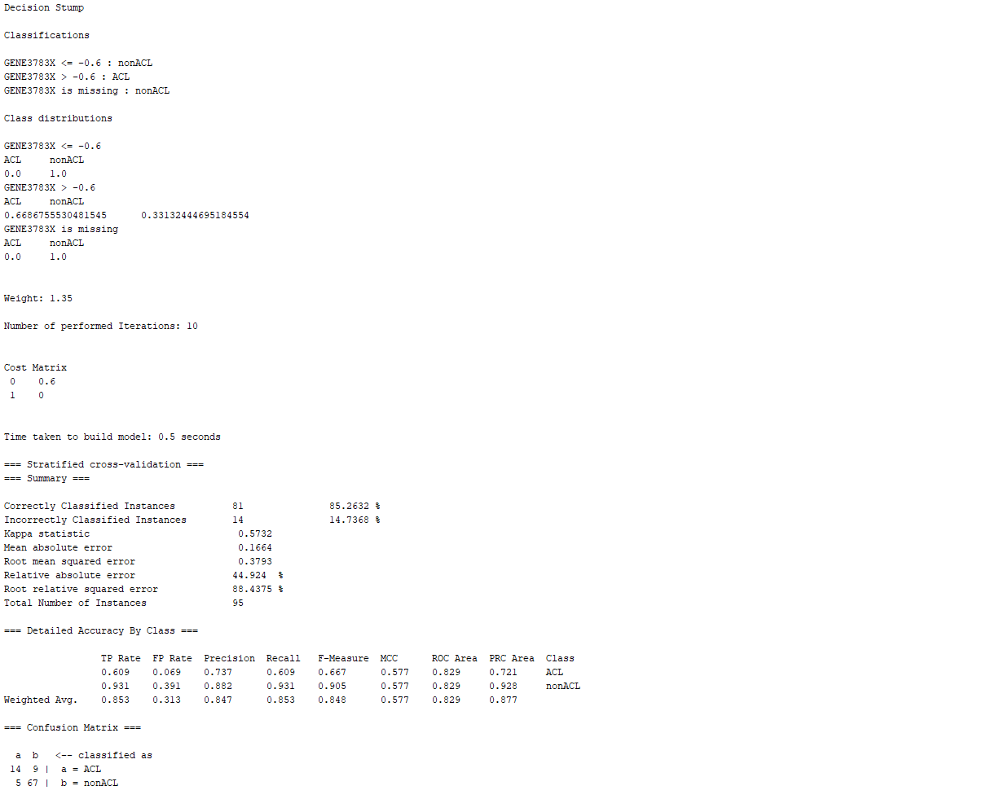 Decision Stump
Classifications
GENE3783X <= -0.6 : nonACL
GENE3783X > -0.6 : ACL
GENE3783X is missing : nonACL
Class distributions
GENE3783X <= -0.6
ACL nonACL
0.0 1.0
GENE3783X > -0.6
ACL nonACL
0.6686755530481545 0.33132444695184554
GENE3783X is missing
ACL nonACL
0.0 1.0
Weight: 1.35
Number of performed Iterations: 10
Cost Matrix
0 0.6
1 0
Time taken to build model: 0.5 seconds
=== Stratified cross-validation ===
=== Summary ===
Correctly Classified Instances 81 85.2632 %
Incorrectly Classified Instances 14 14.7368 %
Kappa statistic 0.5732
Mean absolute error 0.1664
Root mean squared error 0.3793
Relative absolute error 44.924 %
Root relative squared error 88.4375 %
Total Number of Instances 95
=== Detailed Accuracy By Class ===
TP Rate FP Rate Precision Recall F-Measure MCC ROC Area PRC Area Class
0.609 0.069 0.737 0.609 0.667 0.577 0.829 0.721 ACL
0.931 0.391 0.882 0.931 0.905 0.577 0.829 0.928 nonACL
Weighted Avg. 0.853 0.313 0.847 0.853 0.848 0.577 0.829 0.877
=== Confusion Matrix ===
a b <-- classified as
14 9 | a = ACL
5 67 | b = nonACL